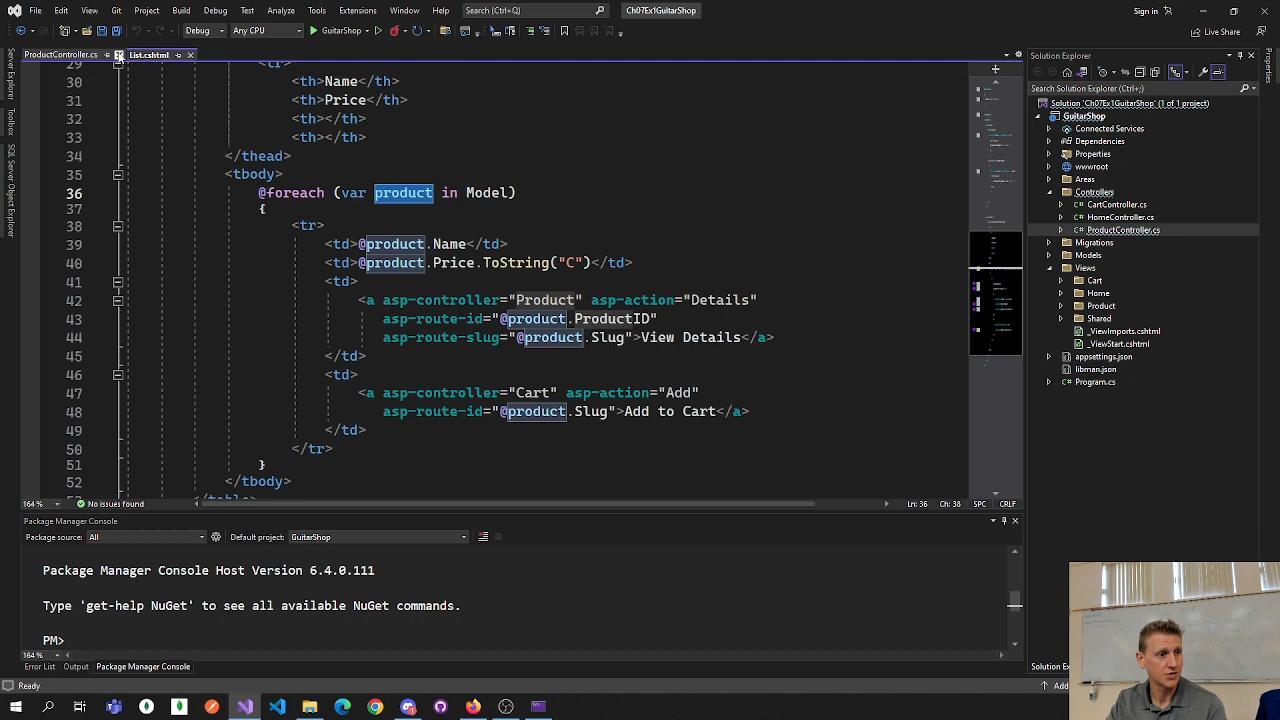 File Edit View Git Project Build Debug Test Analyze Tools Extensions Window Help Search (Ctrl+Q) Ch07Ex1GuitarShop Sign in
Debug Any CPU GuitarShop Live Share
ProductController.cs List.cshtml
Server Explorer
Toolbox
SQL Server Object Explorer
29 <tr>
30 <th>Name</th>
31 <th>Price</th>
32 <th></th>
33 <th></th>
34 </thead>
35 <tbody>
36 @foreach (var product in Model)
37 {
38 <tr>
39 <td>@product.Name</td>
40 <td>@product.Price.ToString("C")</td>
41 <td>
42 <a asp-controller="Product" asp-action="Details"
43 asp-route-id="@product.ProductID"
44 asp-route-slug="@product.Slug">View Details</a>
45 </td>
46 <td>
47 <a asp-controller="Cart" asp-action="Add"
48 asp-route-id="@product.Slug">Add to Cart</a>
49 </td>
50 </tr>
51 }
52 </tbody>
164 % No issues found Ln: 36 Ch: 38 SPC CRLF
Package Manager Console
Package source: All Default project: GuitarShop
Package Manager Console Host Version 6.4.0.111
Type 'get-help NuGet' to see all available NuGet commands.
PM>
164 %
Error List Output Package Manager Console
Ready
Solution Explorer
Search Solution Explorer (Ctrl+;)
Solution 'Ch07Ex1GuitarShop' (1 of 1 project)
GuitarShop
Connected Services
Dependencies
Properties
wwwroot
Areas
Controllers
CartController.cs
HomeController.cs
ProductController.cs
Migrations
Models
Views
Cart
Home
Product
Shared
_ViewImports.cshtml
_ViewStart.cshtml
appsettings.json
libman.json
Program.cs
Properties